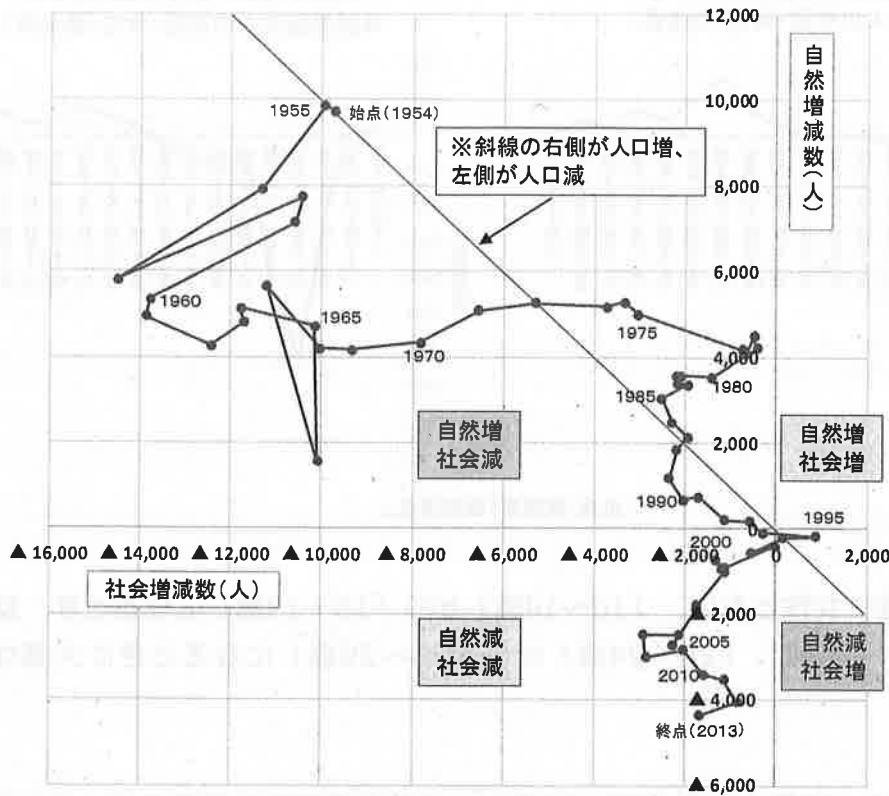 12,000
自然増減数(人)
10,000
1955
始点(1954)
※斜線の右側が人口増、
左側が人口減
8,000
6,000
1960
1965
1975
1970
4,000
1980
1985
自然増
社会減
自然増
社会増
2,000
1990
1995
2000
0
▲ 16,000 ▲ 14,000 ▲ 12,000 ▲ 10,000 ▲ 8,000 ▲ 6,000 ▲ 4,000 ▲ 2,000 0 2,000
社会増減数(人)
▲ 2,000
自然減
社会減
自然減
社会増
2005
2010
▲ 4,000
終点(2013)
▲ 6,000